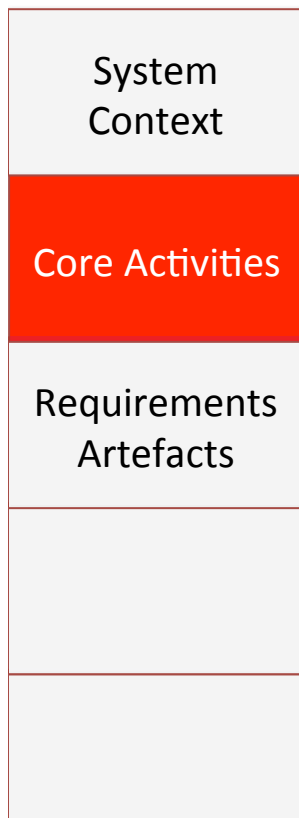 System
Context
Core Activities
Requirements
Artefacts